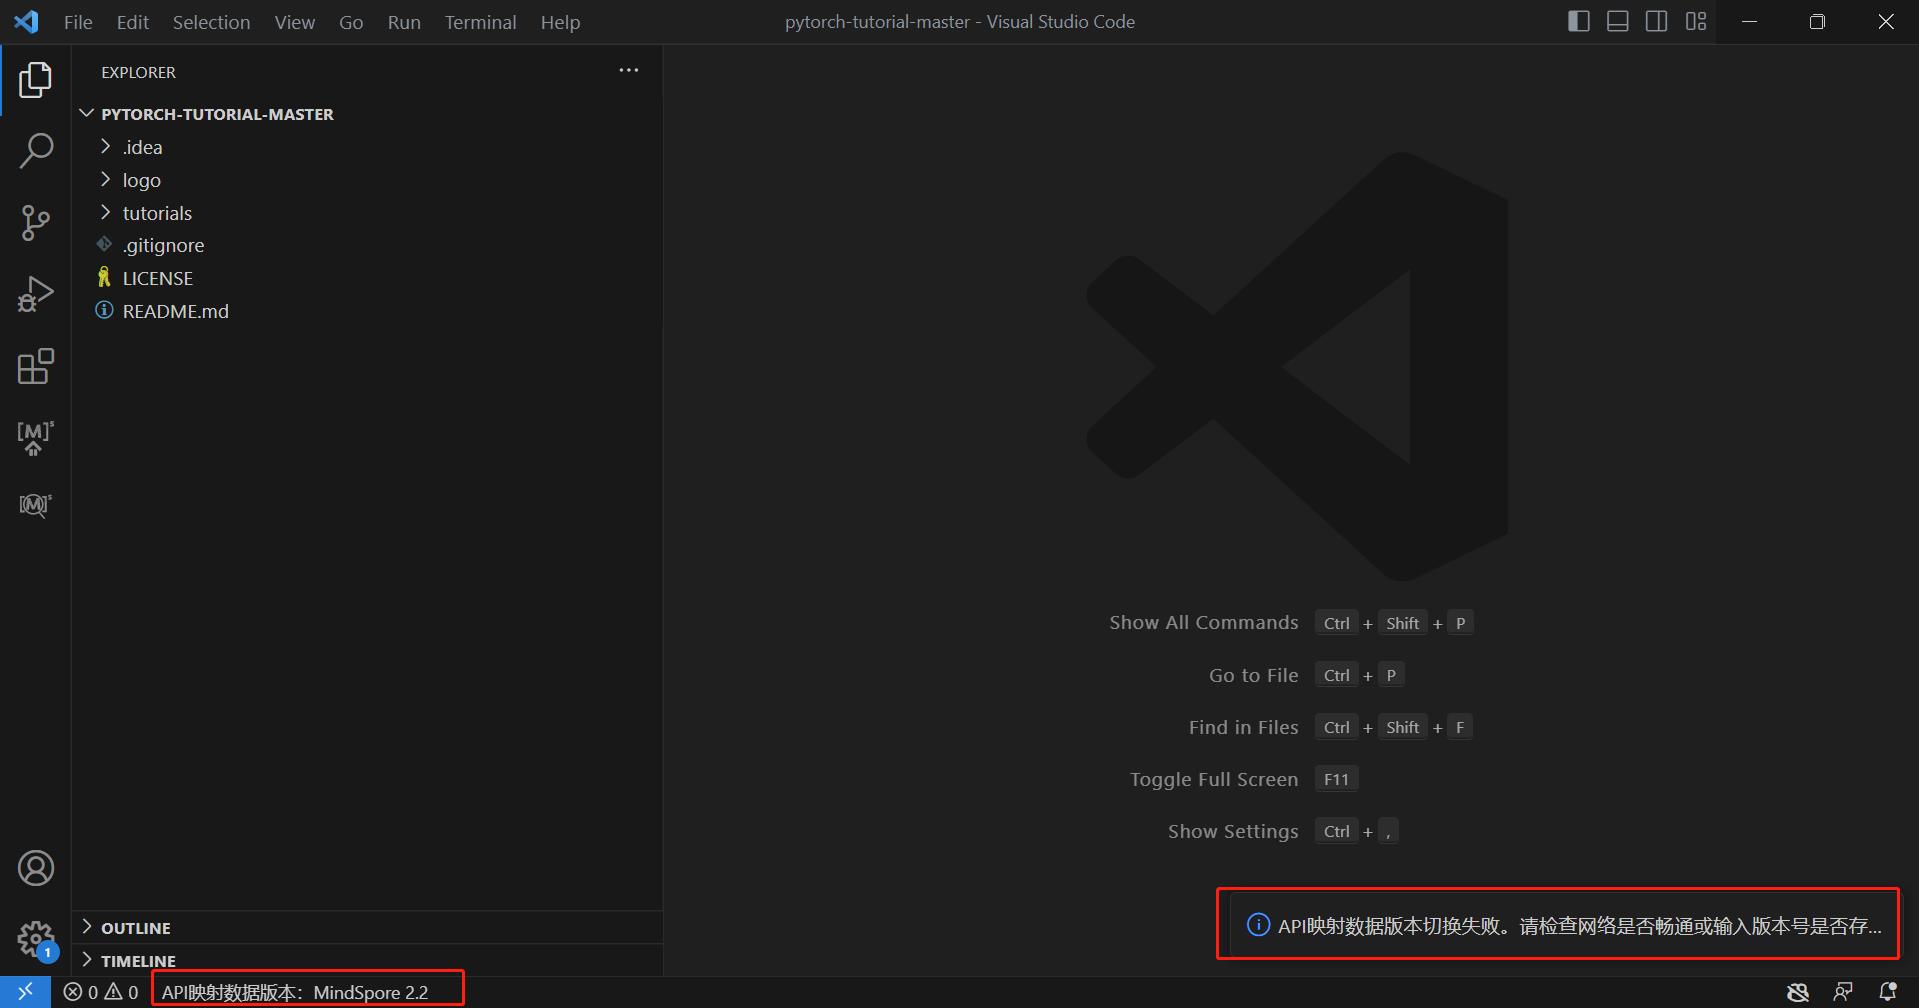 File Edit Selection View Go Run Terminal Help
pytorch-tutorial-master - Visual Studio Code
EXPLORER
PYTORCH-TUTORIAL-MASTER
.idea
logo
tutorials
.gitignore
LICENSE
README.md
Show All Commands Ctrl + Shift + P
Go to File Ctrl + P
Find in Files Ctrl + Shift + F
Toggle Full Screen F11
Show Settings Ctrl + ,
API映射数据版本切换失败。请检查网络是否畅通或输入版本号是否存...
OUTLINE
TIMELINE
1
0 0 API映射数据版本：MindSpore 2.2